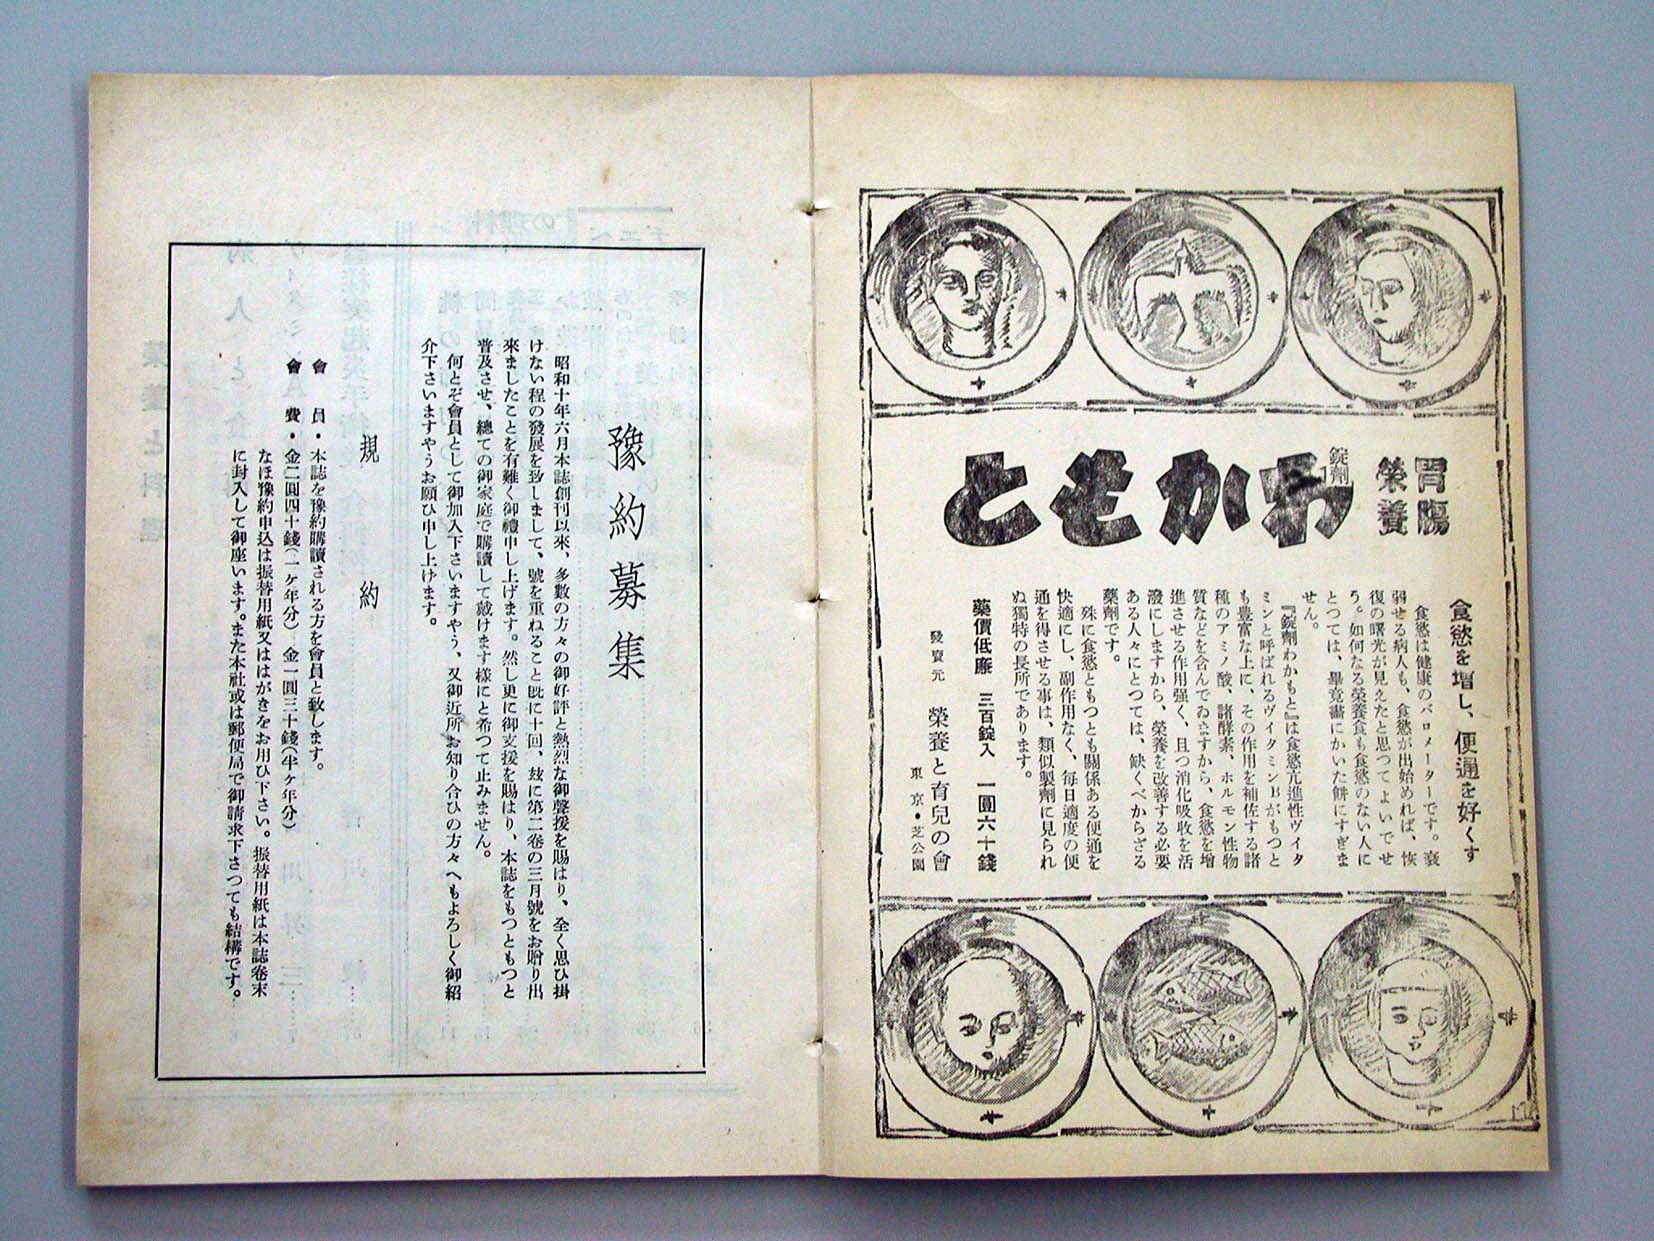 胃腸
榮養
錠劑
わかもと
食慾を增し、便通を好くす
食慾は健康のバロメーターです。衰
弱せる病人も、食慾が出始めれば、恢
復の曙光が見えたと思つてよいでせ
う。如何なる榮養食も食慾のない人に
とつては、畢竟畫にかいた餠にすぎま
せん。
『錠劑わかもと』は食慾亢進性ヴィタ
ミンと呼ばれるヴイタミンBがもつと
も豊富な上に、その作用を補佐する諸
種のアミノ酸、諸酵素、ホルモン性物
質などを含んでゐますから、食慾を增
進させる作用强く、且つ消化吸收を活
潑にしますから、榮養を改善する必要
ある人々にとつては、缺くべからざる
藥劑です。
殊に食慾ともつとも關係ある便通を
快適にし、副作用なく、每日適度の便
通を得させる事は、類似製劑に見られ
ぬ獨特の長所であります。
藥價低廉 三百錠入 一圓六十錢
發賣元 榮養と育兒の會
東京・芝公園
豫約募集
昭和十年六月本誌創刊以來、多數の方々の御好評と熱烈な御聲援を賜はり、全く思ひ掛
けない程の發展を致しまして、號を重ねること旣に十回、玆に第二卷の三月號をお贈り出
來ましたことを有難く御禮申し上げます。然し更に御支援を賜はり、本誌をもつともつと
普及させ、總ての御家庭で購讀して戴けます樣にと希つて止みません。
何とぞ會員として御加入下さいますやう、又御近所お知り合ひの方々へもよろしく御紹
介下さいますやうお願ひ申し上げます。
規約
會員・本誌を豫約購讀される方を會員と致します。
會費・金二圓四十錢(一ヶ年分) 金一圓三十錢(半ヶ年分)
なほ豫約申込は振替用紙又ははがきをお用ひ下さい。振替用紙は本誌卷末
に封入して御座います。また本社或は郵便局で御請求下さつても結構です。